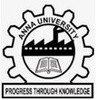 ANNA UNIVERSITY
PROGRESS THROUGH KNOWLEDGE